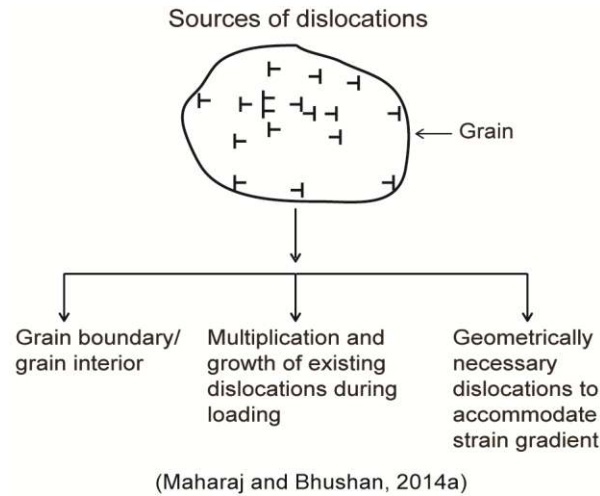 Sources of dislocations
Grain
Grain boundary/
grain interior
Multiplication and
growth of existing
dislocations during
loading
Geometrically
necessary
dislocations to
accommodate
strain gradient
(Maharaj and Bhushan, 2014a)